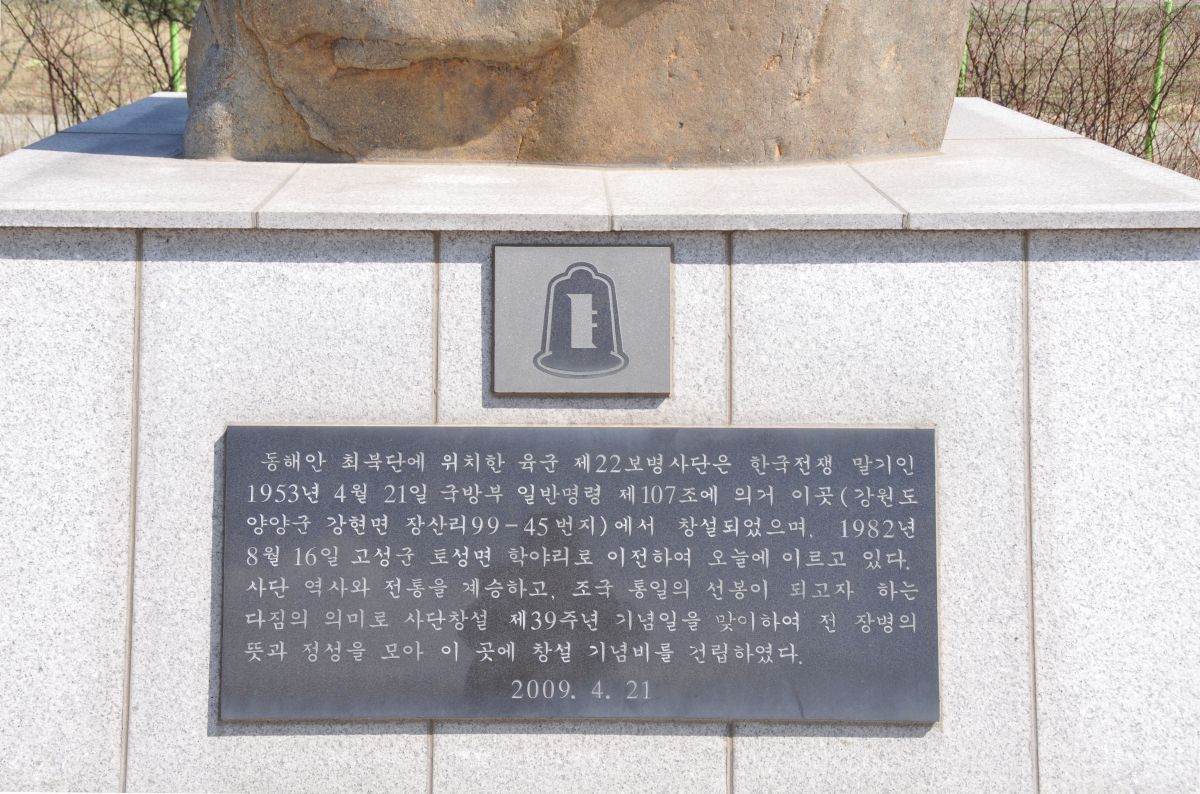 동해안 최북단에 위치한 육군 제22보병사단은 한국전쟁 말기인
1953년 4월 21일 국방부 일반명령 제107조에 의거 이곳(강원도
양양군 강현면 장산리99-45번지)에서 창설되었으며, 1982년
8월 16일 고성군 토성면 학야리로 이전하여 오늘에 이르고 있다.
사단 역사와 전통을 계승하고, 조국 통일의 선봉이 되고자 하는
다짐의 의미로 사단창설 제39주년 기념일을 맞이하여 전 장병의
뜻과 정성을 모아 이 곳에 창설 기념비를 건립하였다.
2009. 4. 21